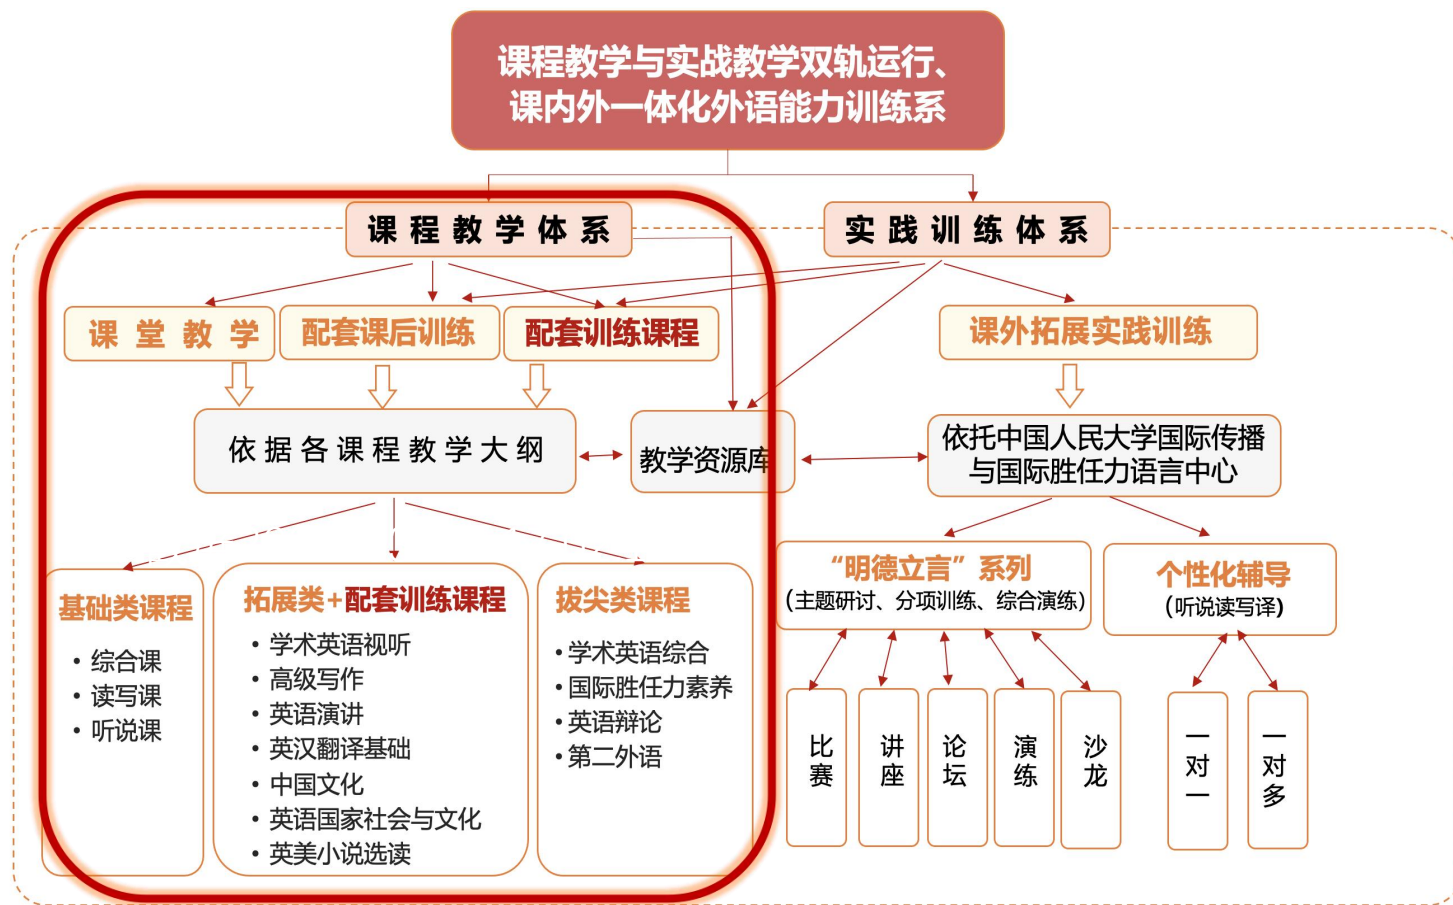 课程教学与实战教学双轨运行、
课内外一体化外语能力训练系
课程教学体系
实践训练体系
课堂教学
配套课后训练
配套训练课程
课外拓展实践训练
依据各课程教学大纲
教学资源库
依托中国人民大学国际传播
与国际胜任力语言中心
基础类课程
• 综合课
• 读写课
• 听说课
拓展类+配套训练课程
• 学术英语视听
• 高级写作
• 英语演讲
• 英汉翻译基础
• 中国文化
• 英语国家社会与文化
• 英美小说选读
拔尖类课程
• 学术英语综合
• 国际胜任力素养
• 英语辩论
• 第二外语
“明德立言”系列
(主题研讨、分项训练、综合演练)
个性化辅导
(听说读写译)
比赛
讲座
论坛
演练
沙龙
一对一
一对多